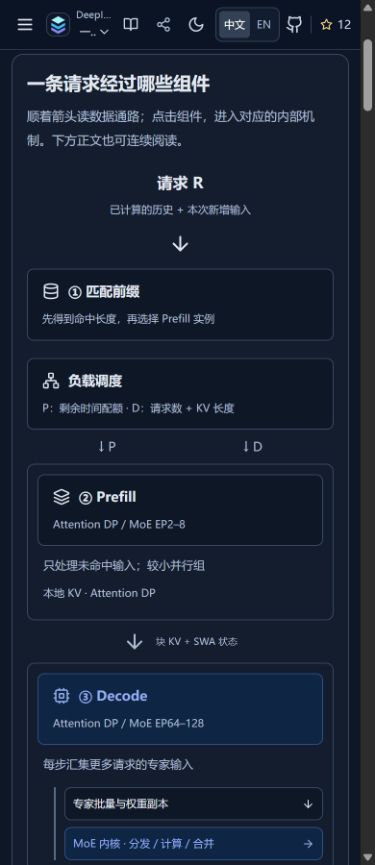 Deepl...
一..
中文
EN
12
一条请求经过哪些组件
顺着箭头读数据通路；点击组件，进入对应的内部机
制。下方正文也可连续阅读。
请求 R
已计算的历史 + 本次新增输入
↓
① 匹配前缀
先得到命中长度，再选择 Prefill 实例
负载调度
P：剩余时间配额 · D：请求数 + KV 长度
↓ P
↓ D
② Prefill
Attention DP / MoE EP2–8
只处理未命中输入；较小并行组
本地 KV · Attention DP
↓ 块 KV + SWA 状态
③ Decode
Attention DP / MoE EP64–128
每步汇集更多请求的专家输入
专家批量与权重副本 ↓
MoE 内核 · 分发 / 计算 / 合并 →